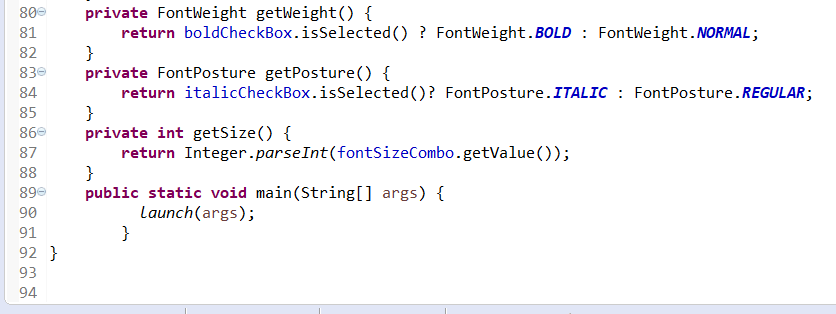 80 private FontWeight getWeight() {
81 return boldCheckBox.isSelected() ? FontWeight.BOLD : FontWeight.NORMAL;
82 }
83 private FontPosture getPosture() {
84 return italicCheckBox.isSelected()? FontPosture.ITALIC : FontPosture.REGULAR;
85 }
86 private int getSize() {
87 return Integer.parseInt(fontSizeCombo.getValue());
88 }
89 public static void main(String[] args) {
90 launch(args);
91 }
92 }
93
94